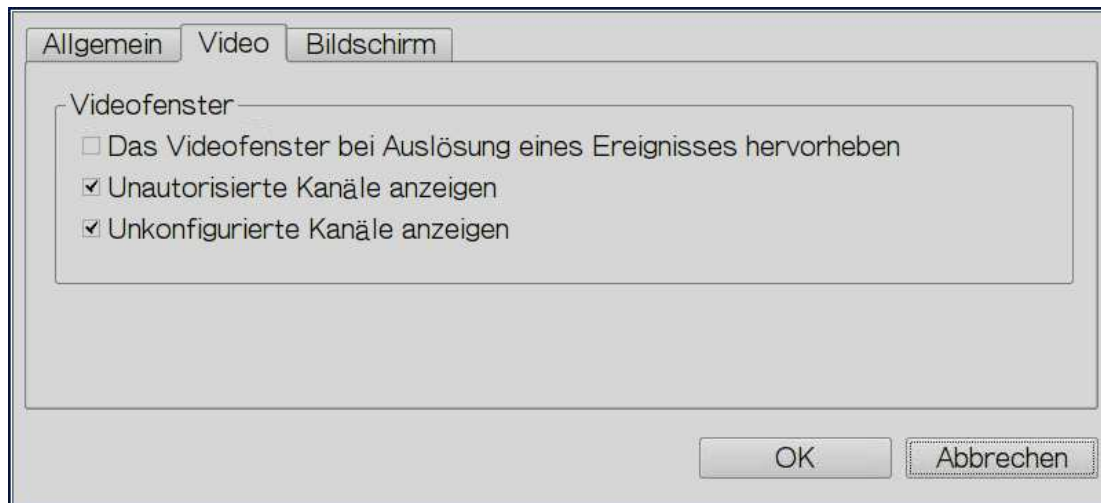 Allgemein Video Bildschirm
Videofenster
Das Videofenster bei Auslösung eines Ereignisses hervorheben
Unautorisierte Kanäle anzeigen
Unkonfigurierte Kanäle anzeigen
OK Abbrechen